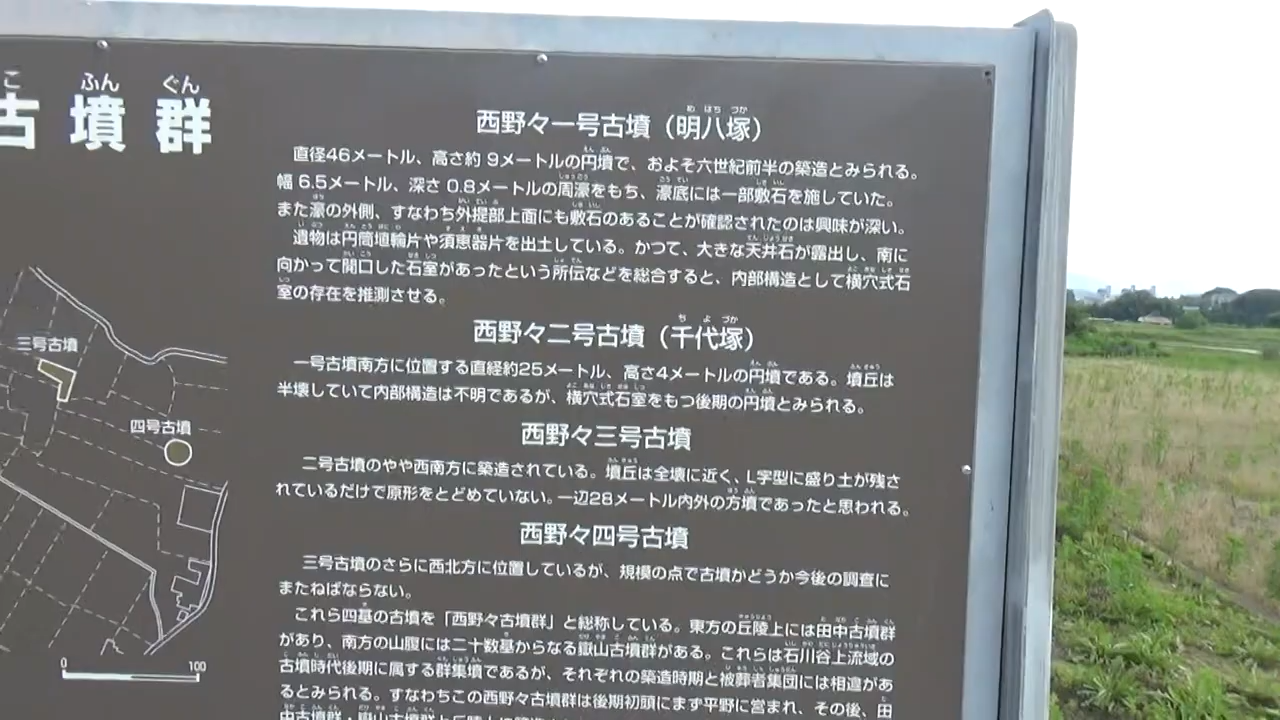 古墳群
こ ふん ぐん
三号古墳
四号古墳
0 100
西野々一号古墳（明八塚）
め はち づか
直径46メートル、高さ約 9メートルの円墳で、およそ六世紀前半の築造とみられる。
幅 6.5メートル、深さ 0.8メートルの周濠をもち、濠底には一部敷石を施していた。
また濠の外側、すなわち外提部上面にも敷石のあることが確認されたのは興味が深い。
遺物は円筒埴輪片や須恵器片を出土している。かつて、大きな天井石が露出し、南に
向かって開口した石室があったという所伝などを総合すると、内部構造として横穴式石
室の存在を推測させる。
西野々二号古墳（千代塚）
ち よ づか
一号古墳南方に位置する直経約25メートル、高さ4メートルの円墳である。墳丘は
半壊していて内部構造は不明であるが、横穴式石室をもつ後期の円墳とみられる。
西野々三号古墳
二号古墳のやや西南方に築造されている。墳丘は全壊に近く、L字型に盛り土が残さ
れているだけで原形をとどめていない。一辺28メートル内外の方墳であったと思われる。
西野々四号古墳
三号古墳のさらに西北方に位置しているが、規模の点で古墳かどうか今後の調査に
またねばならない。
これら四基の古墳を「西野々古墳群」と総称している。東方の丘陵上には田中古墳群
があり、南方の山腹には二十数基からなる嶽山古墳群がある。これらは石川谷上流域の
古墳時代後期に属する群集墳であるが、それぞれの築造時期と被葬者集団には相違があ
るとみられる。すなわちこの西野々古墳群は後期初頭にまず平野に営まれ、その後、田
中古墳群・嶽山古墳群と丘陵上に